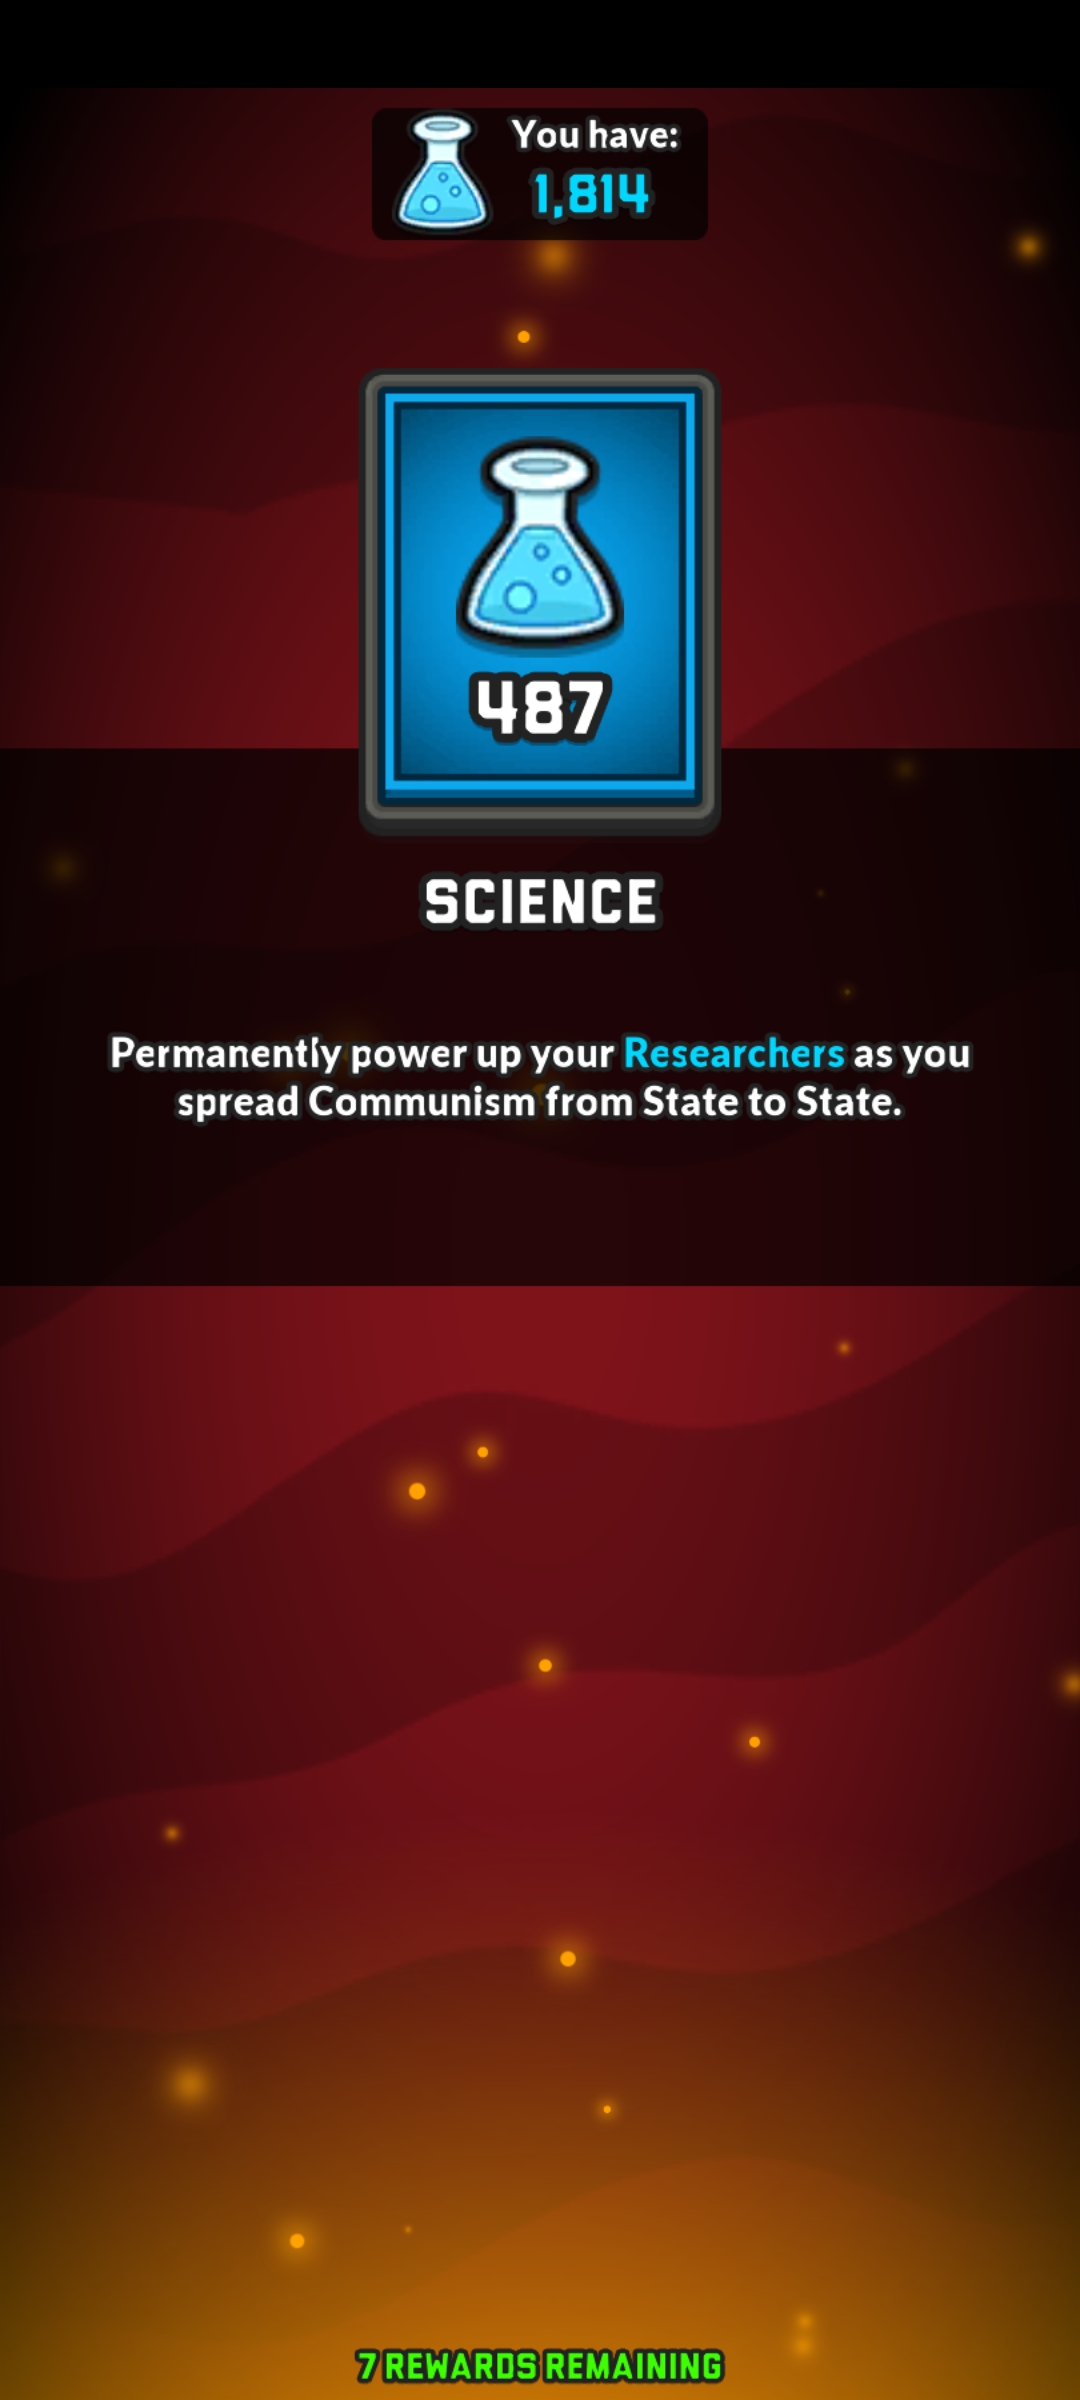 You have:
1,814
487
SCIENCE
Permanently power up your Researchers as you
spread Communism from State to State.
7 REWARDS REMAINING